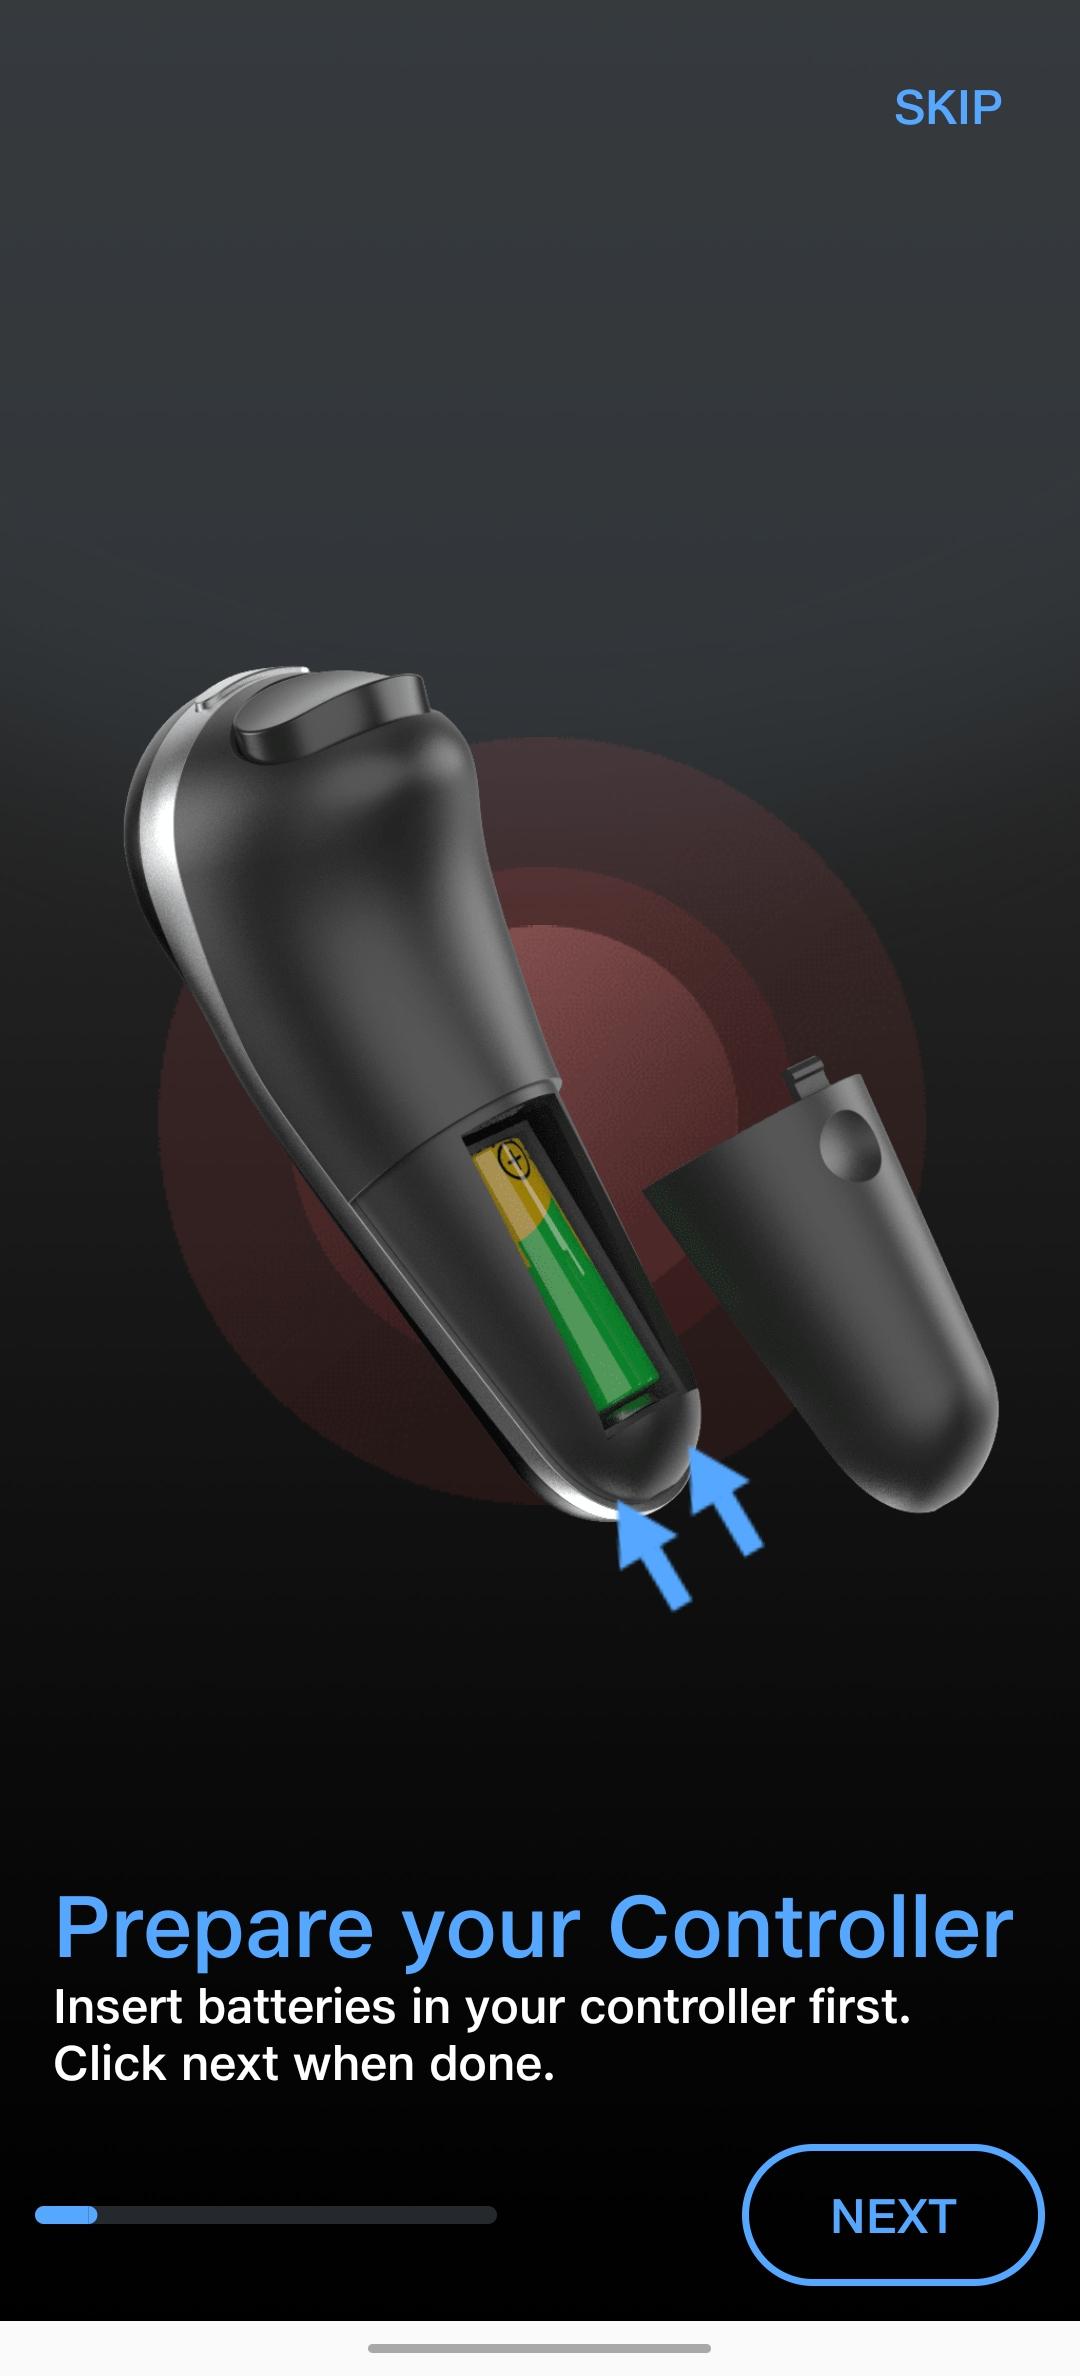 SKIP
Prepare your Controller
Insert batteries in your controller first.
Click next when done.
NEXT